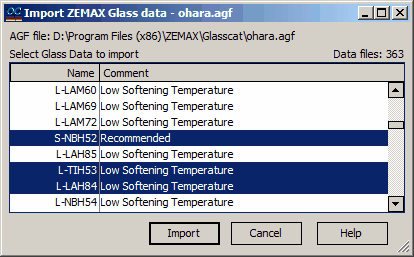 OC Import ZEMAX Glass data - ohara.agf
AGF file: D:\Program Files (x86)\ZEMAX\Glasscat\ohara.agf
Select Glass Data to import Data files: 363
Name Comment
L-LAM60 Low Softening Temperature
L-LAM69 Low Softening Temperature
L-LAM72 Low Softening Temperature
S-NBH52 Recommended
L-LAH85 Low Softening Temperature
L-TIH53 Low Softening Temperature
L-LAH84 Low Softening Temperature
L-NBH54 Low Softening Temperature
Import Cancel Help